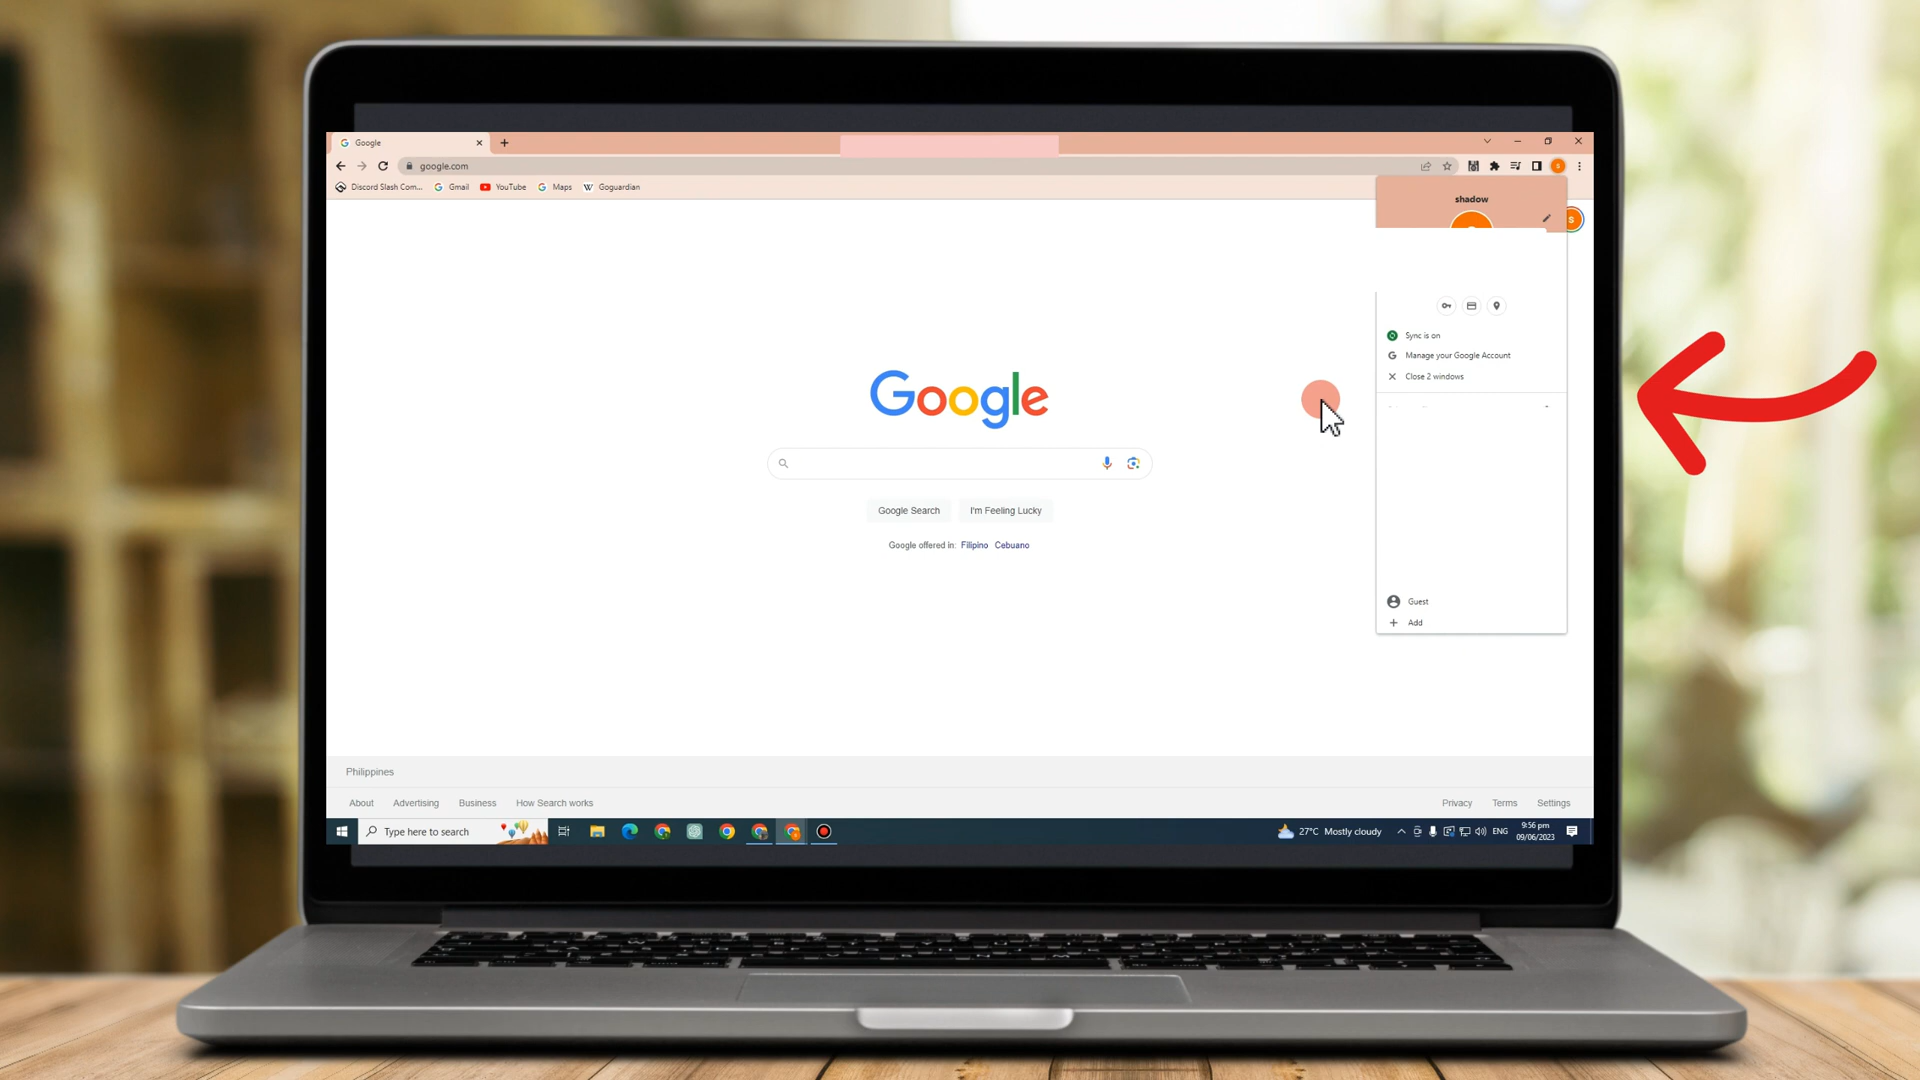 Google
google.com
Discord Slash Com... Gmail YouTube Maps Goguardian
shadow
S
Sync is on
Manage your Google Account
Close 2 windows
Google
Google Search I'm Feeling Lucky
Google offered in: Filipino Cebuano
Guest
Add
Philippines
About Advertising Business How Search works Privacy Terms Settings
Type here to search 27°C Mostly cloudy ENG 9:56 pm
09/06/2023